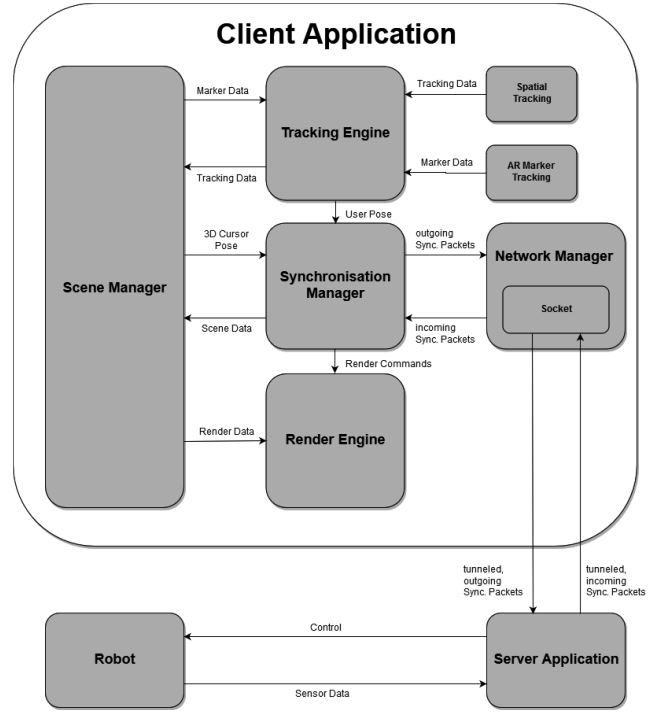 Client Application
Marker Data
Tracking Data
Spatial
Tracking
Tracking Engine
Marker Data
AR Marker
Tracking
Tracking Data
User Pose
3D Cursor
Pose
outgoing
Sync. Packets
Network Manager
Scene Manager
Synchronisation
Manager
Socket
Scene Data
incoming
Sync. Packets
Render Commands
Render Data
Render Engine
tunneled,
outgoing
Sync. Packets
tunneled,
incoming
Sync. Packets
Control
Robot
Server Application
Sensor Data